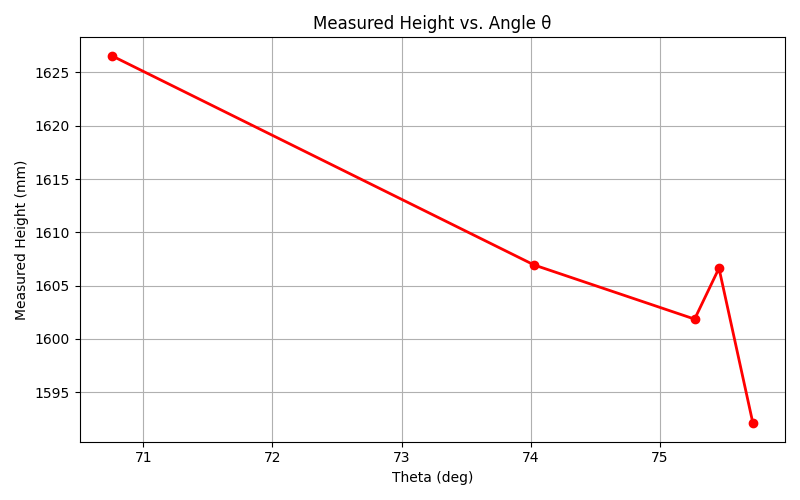 Measured Height vs. Angle θ
Measured Height (mm)
1625
1620
1615
1610
1605
1600
1595
71 72 73 74 75
Theta (deg)